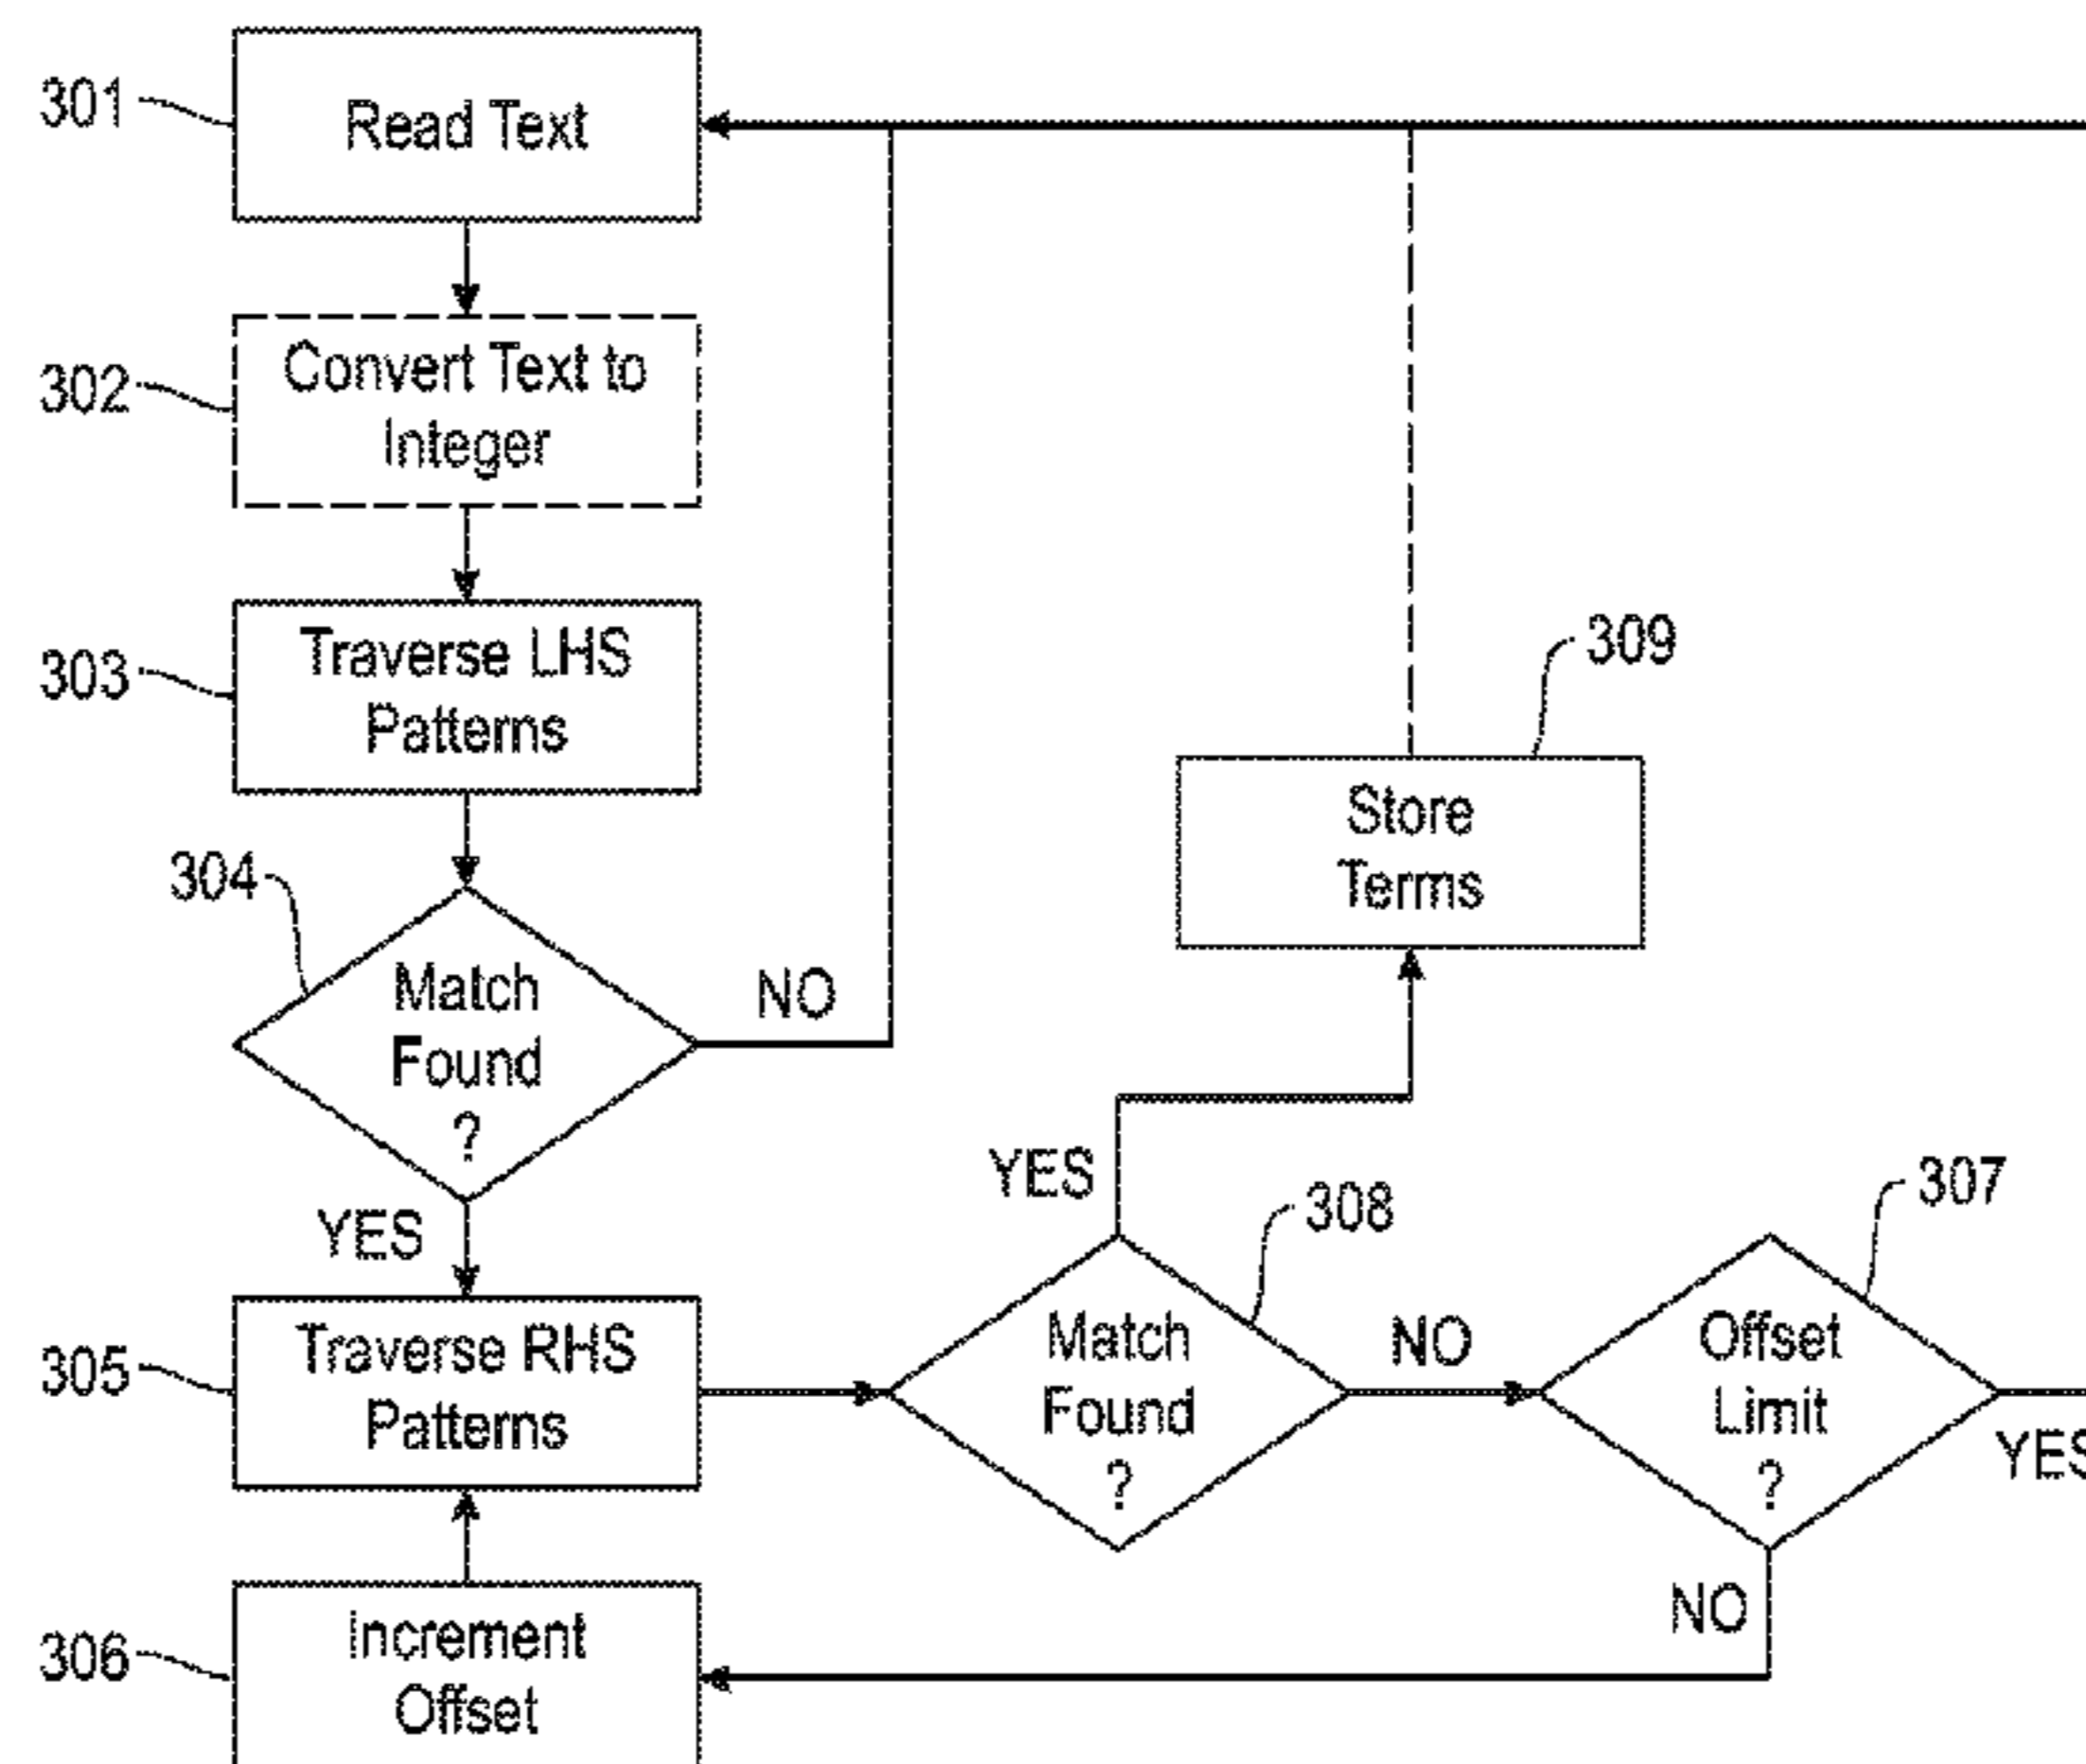 301
Read Text
302
Convert Text to
Integer
303
Traverse LHS
Patterns
309
Store
Terms
304
Match
Found
?
NO
YES
YES
308
307
305
Traverse RHS
Patterns
Match
Found
?
NO
Offset
Limit
?
YES
NO
306
Increment
Offset